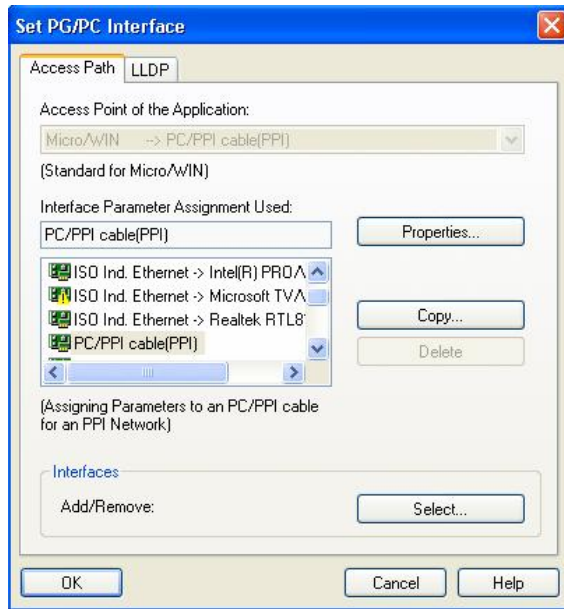 Set PG/PC Interface
Access Path LLDP
Access Point of the Application:
Micro/WIN --> PC/PPI cable(PPI)
(Standard for Micro/WIN)
Interface Parameter Assignment Used:
PC/PPI cable(PPI)
Properties...
ISO Ind. Ethernet -> Intel(R) PRO/
ISO Ind. Ethernet -> Microsoft TV/
ISO Ind. Ethernet -> Realtek RTL8
PC/PPI cable(PPI)
Copy...
Delete
(Assigning Parameters to an PC/PPI cable
for an PPI Network)
Interfaces
Add/Remove:
Select...
OK Cancel Help